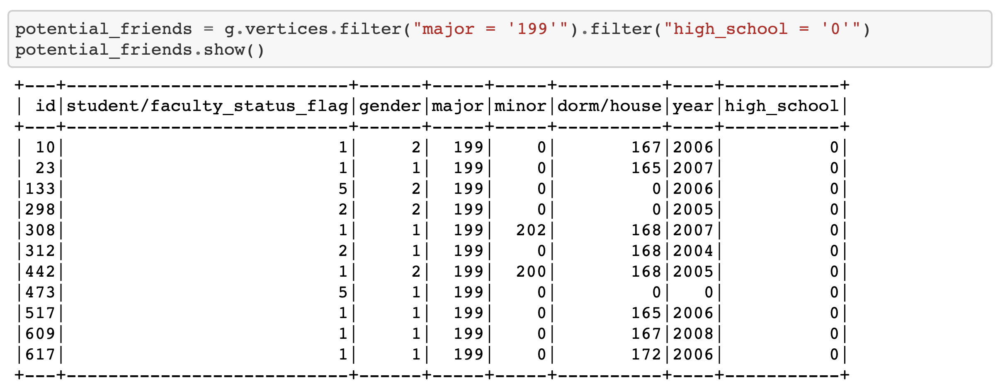 potential_friends = g.vertices.filter("major = '199'").filter("high_school = '0'")
potential_friends.show()
+---+---------------------------+------+-----+-----+----------+----+-----------+
| id|student/faculty_status_flag|gender|major|minor|dorm/house|year|high_school|
+---+---------------------------+------+-----+-----+----------+----+-----------+
| 10|                          1|     2|  199|    0|       167|2006|          0|
| 23|                          1|     1|  199|    0|       165|2007|          0|
|133|                          5|     2|  199|    0|         0|2006|          0|
|298|                          2|     2|  199|    0|         0|2005|          0|
|308|                          1|     1|  199|  202|       168|2007|          0|
|312|                          2|     1|  199|    0|       168|2004|          0|
|442|                          1|     2|  199|  200|       168|2005|          0|
|473|                          5|     1|  199|    0|         0|   0|          0|
|517|                          1|     1|  199|    0|       165|2006|          0|
|609|                          1|     1|  199|    0|       167|2008|          0|
|617|                          1|     1|  199|    0|       172|2006|          0|
+---+---------------------------+------+-----+-----+----------+----+-----------+